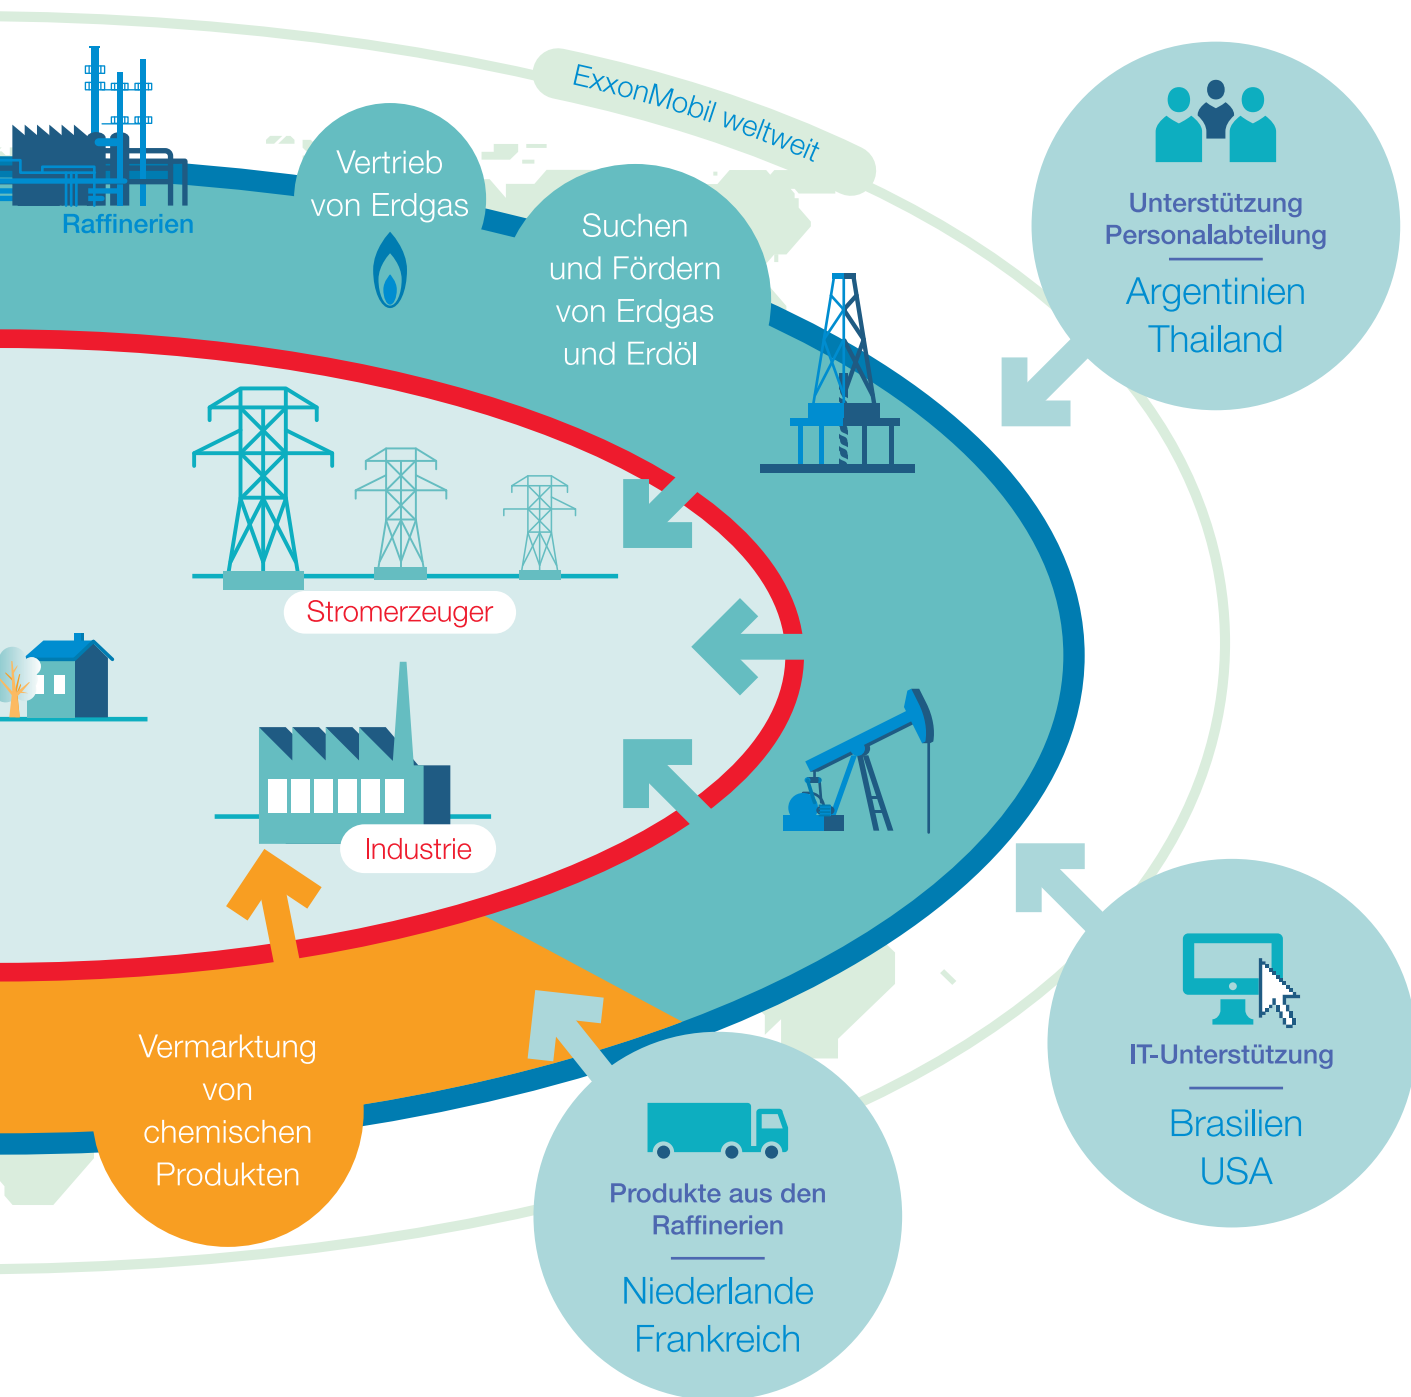 ExxonMobil weltweit
Raffinerien
Vertrieb
von Erdgas
Suchen
und Fördern
von Erdgas
und Erdöl
Unterstützung
Personalabteilung
Argentinien
Thailand
Stromerzeuger
Industrie
Vermarktung
von
chemischen
Produkten
Produkte aus den
Raffinerien
Niederlande
Frankreich
IT-Unterstützung
Brasilien
USA